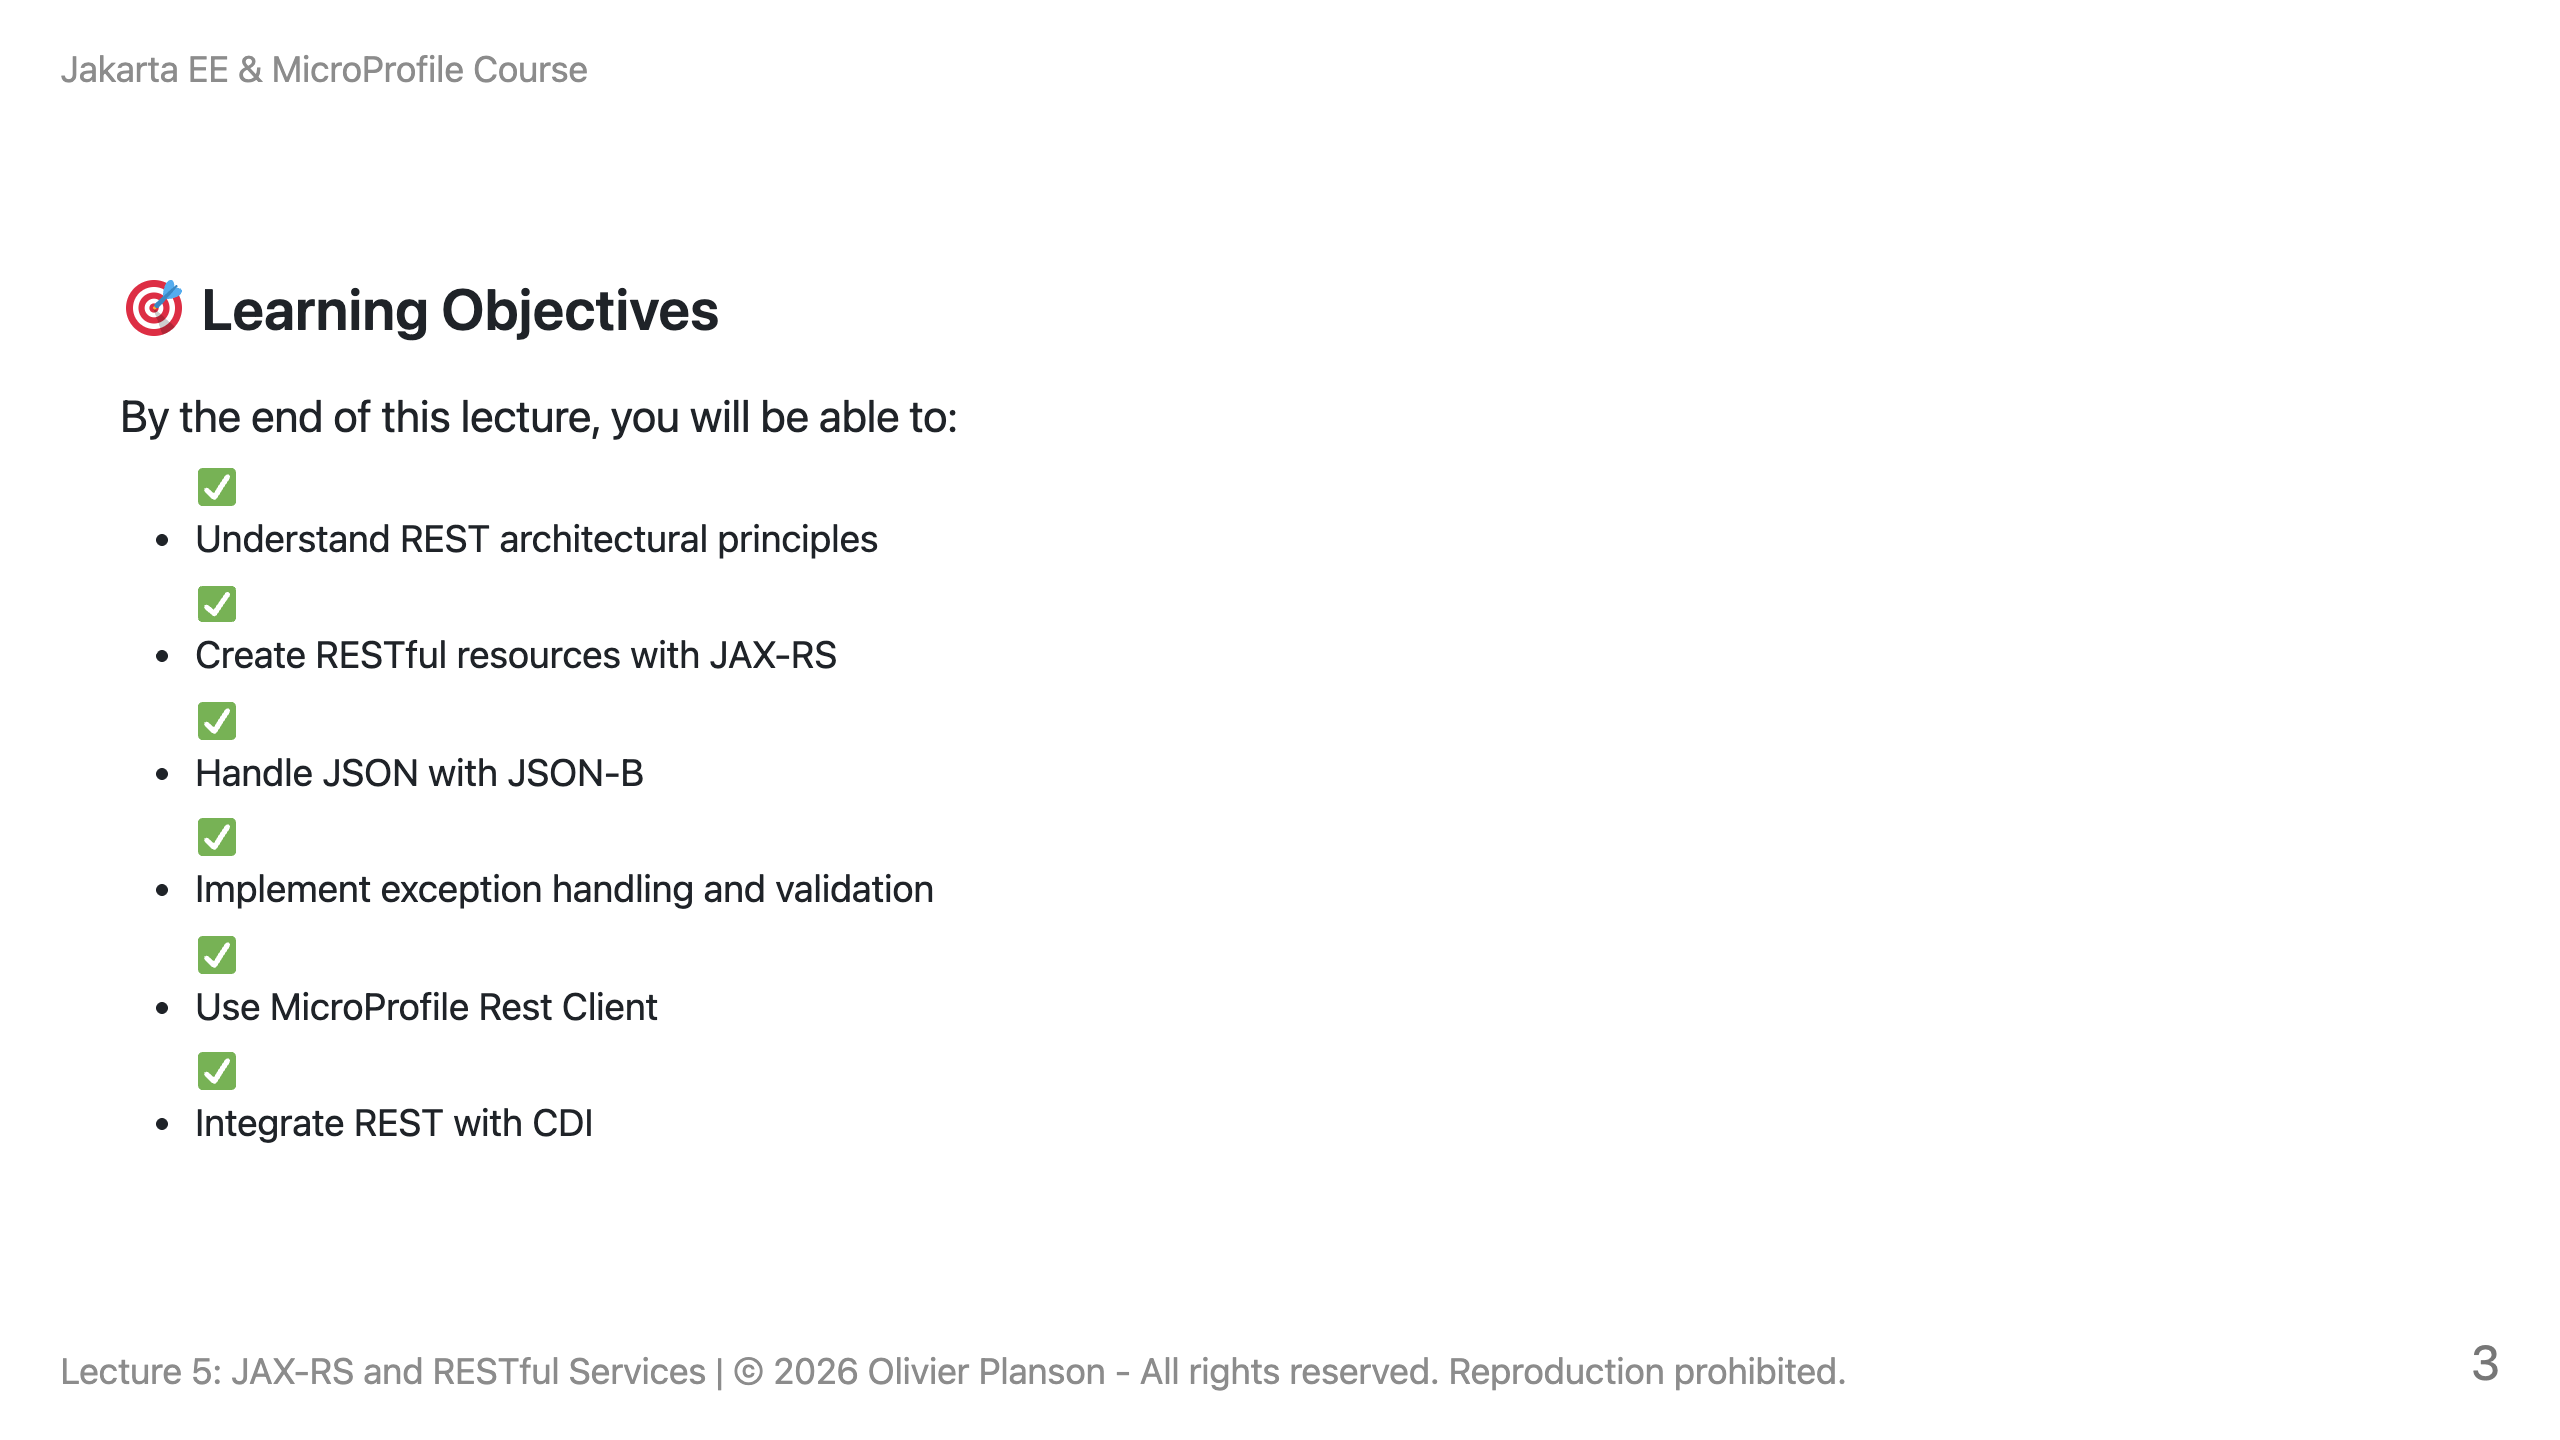 Jakarta EE & MicroProfile Course
🎯 Learning Objectives
By the end of this lecture, you will be able to:
✅
• Understand REST architectural principles
✅
• Create RESTful resources with JAX-RS
✅
• Handle JSON with JSON-B
✅
• Implement exception handling and validation
✅
• Use MicroProfile Rest Client
✅
• Integrate REST with CDI
Lecture 5: JAX-RS and RESTful Services | © 2026 Olivier Planson - All rights reserved. Reproduction prohibited.
3